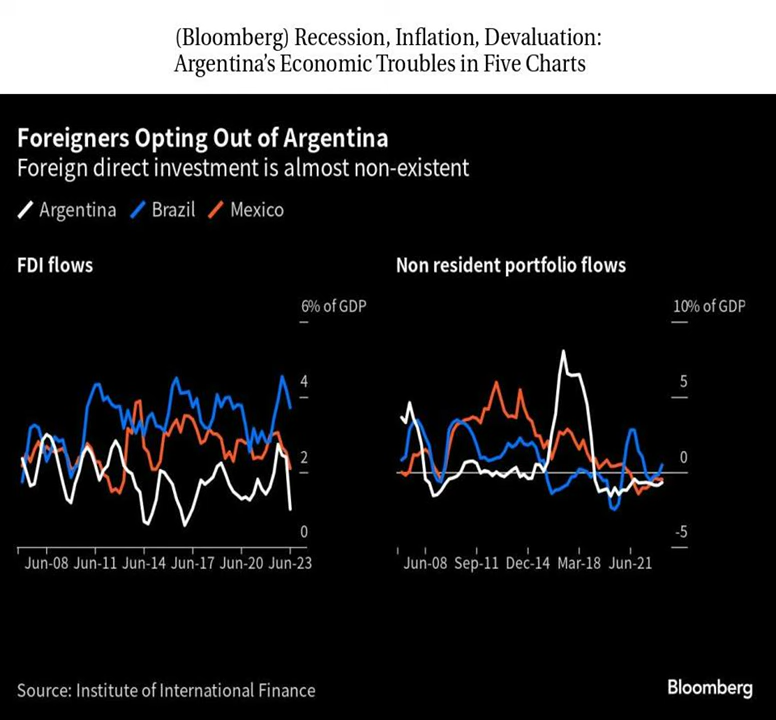 (Bloomberg) Recession, Inflation, Devaluation:
Argentina's Economic Troubles in Five Charts
Foreigners Opting Out of Argentina
Foreign direct investment is almost non-existent
Argentina Brazil Mexico
FDI flows
6% of GDP
4
2
0
Jun-08 Jun-11 Jun-14 Jun-17 Jun-20 Jun-23
Non resident portfolio flows
10% of GDP
5
0
-5
Jun-08 Sep-11 Dec-14 Mar-18 Jun-21
Source: Institute of International Finance
Bloomberg